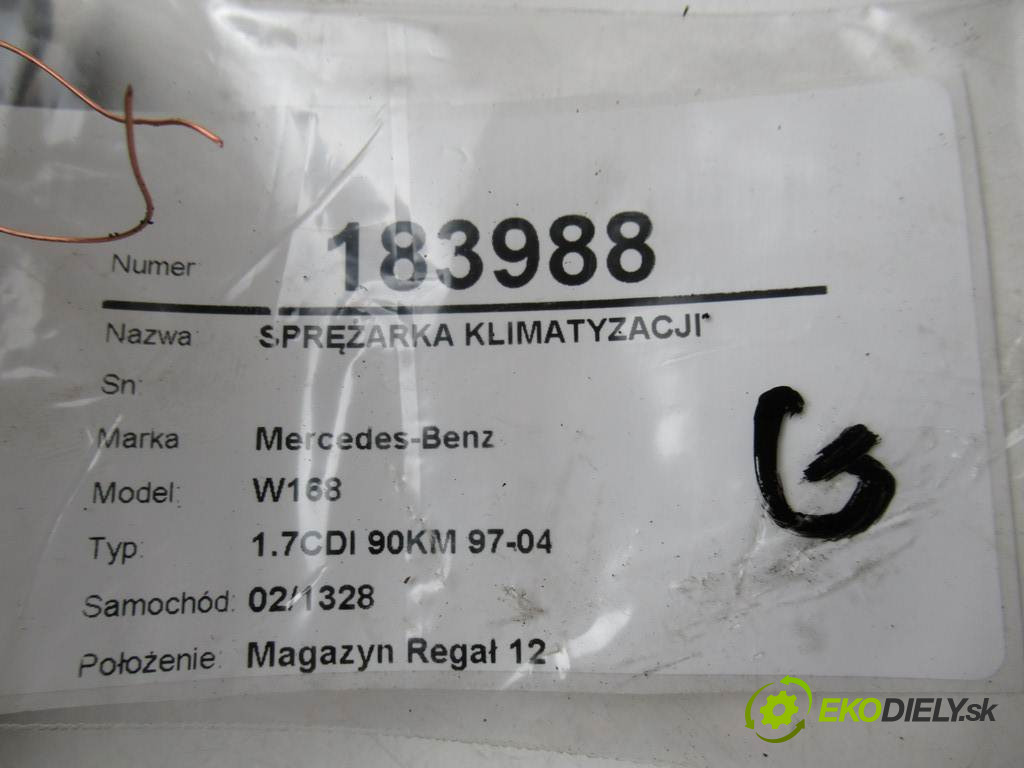 Numer 183988
Nazwa: SPRĘŻARKA KLIMATYZACJI
Sn:
Marka Mercedes-Benz
Model: W168
Typ: 1.7CDI 90KM 97-04
Samochód: 02/1328
Położenie: Magazyn Regał 12
EKODIELY.sk